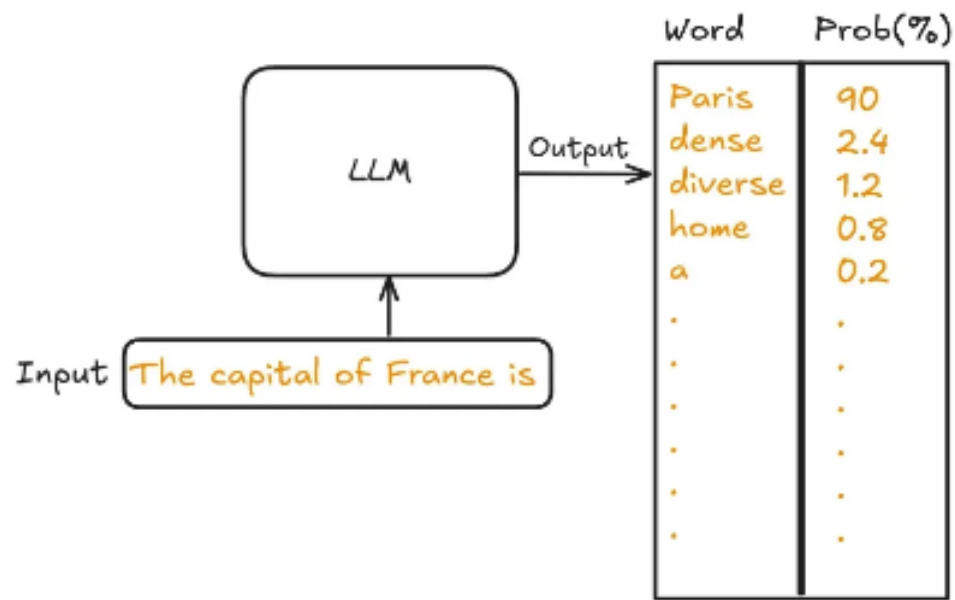 Word Prob(%)
Paris 90
dense 2.4
diverse 1.2
home 0.8
a 0.2
. .
. .
. .
. .
. .
. .
LLM
Output
Input The capital of France is